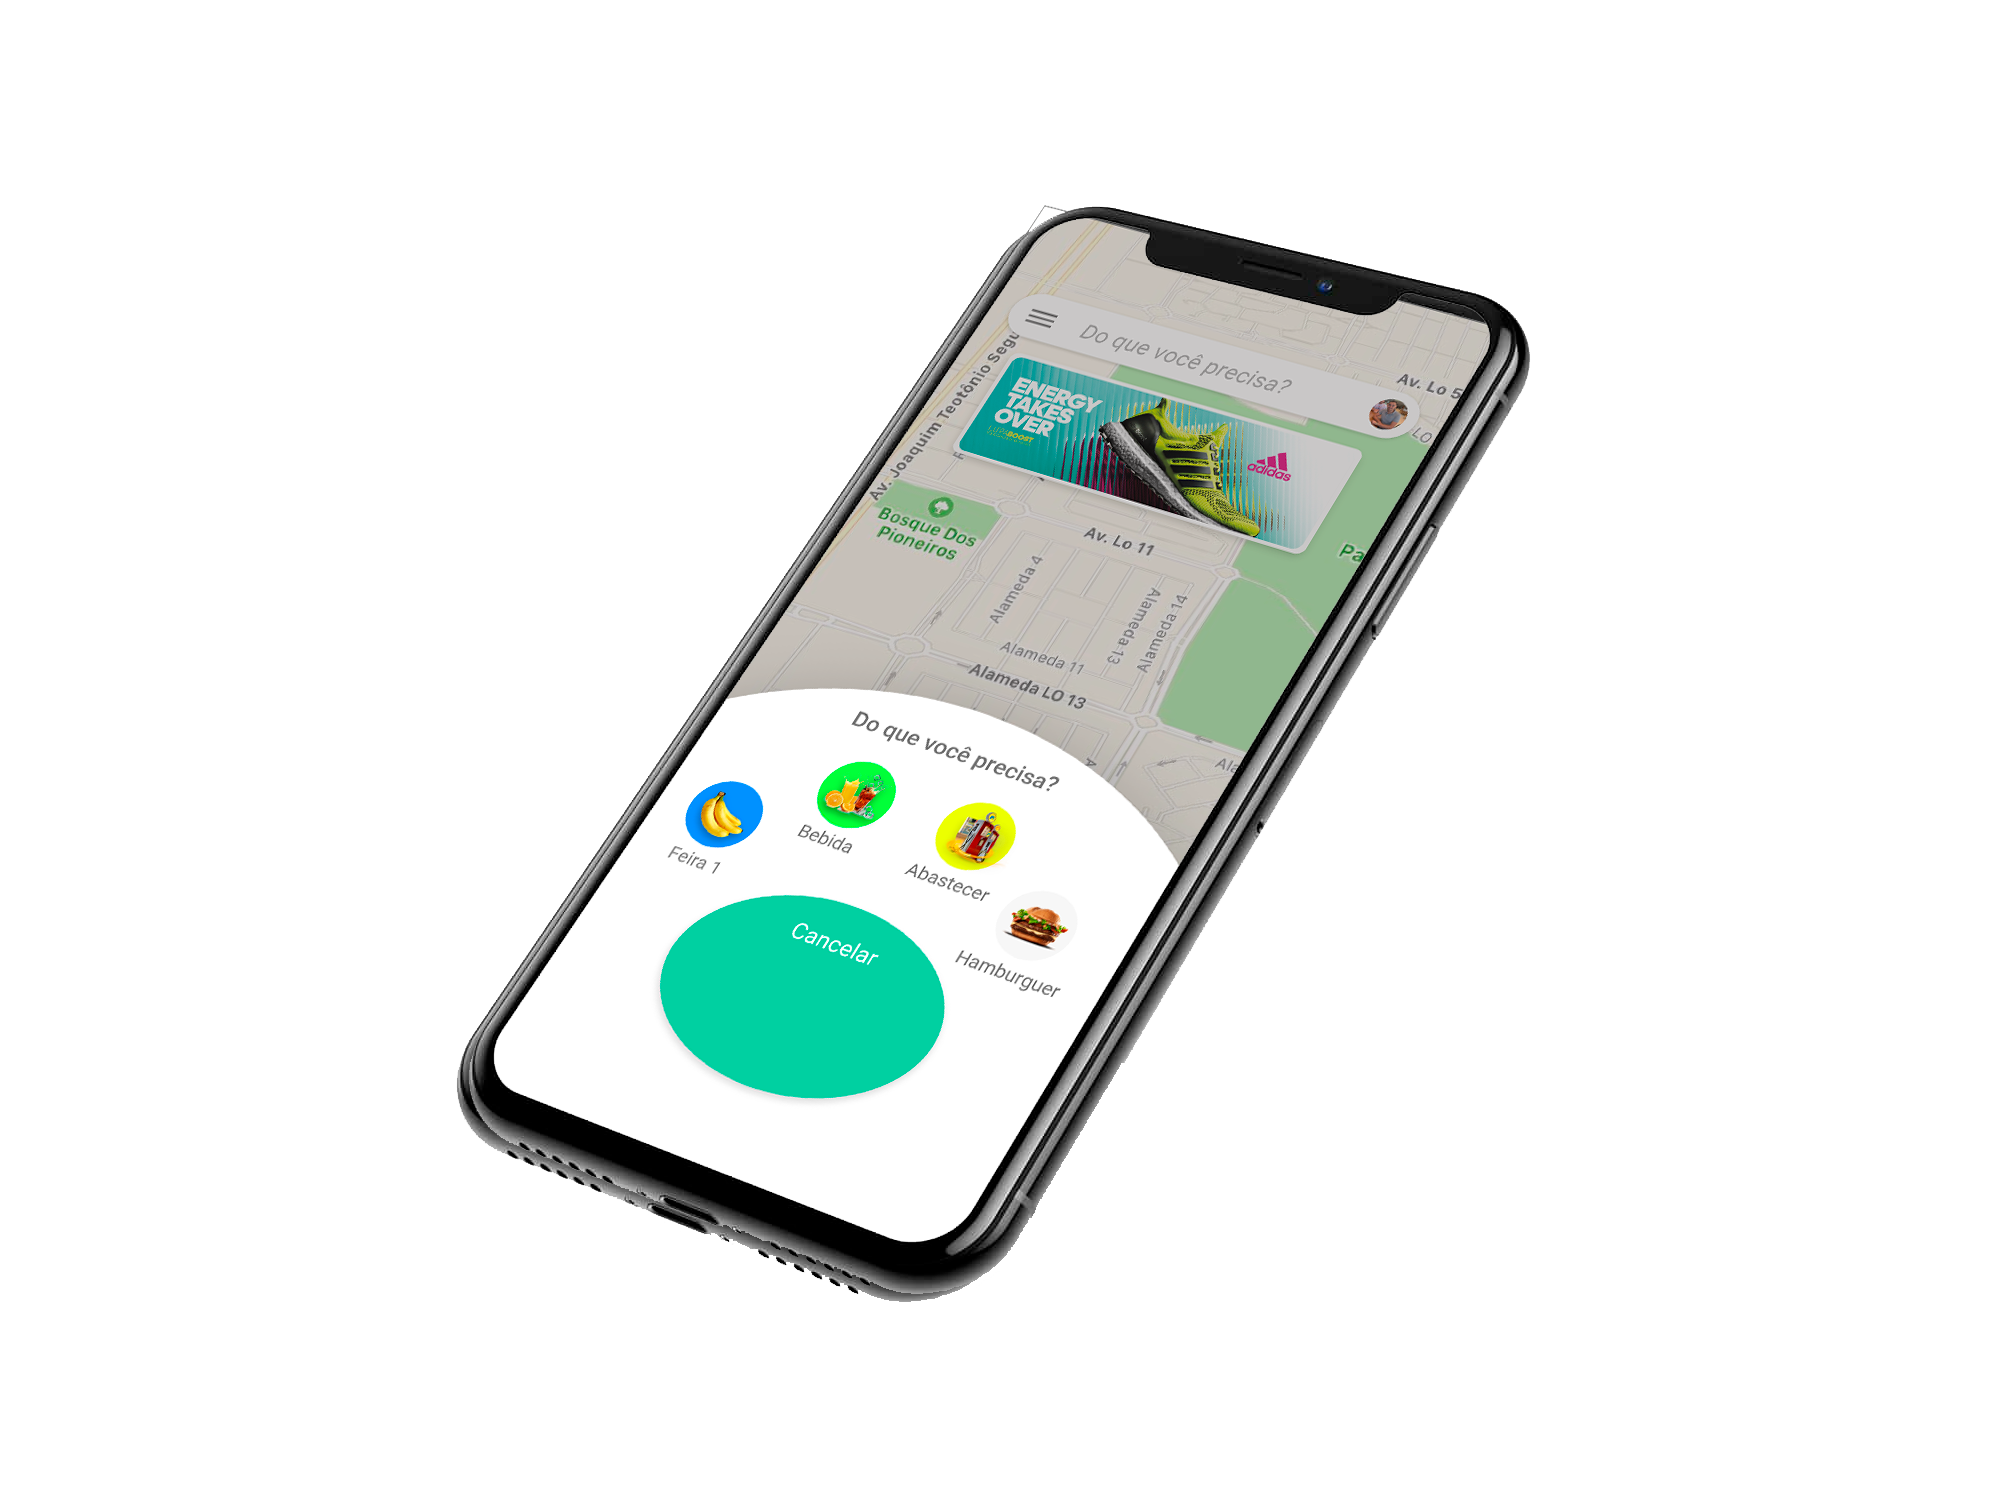 Av. Lo 5
Do que você precisa?
LO
Av. Joaquim Teotônio Segu
ENERGY
TAKES
OVER
adidas
Bosque Dos
Pioneiros
Av. Lo 11
Pa
Alameda 4
Alameda 13
Alameda 14
Alameda 11
Alameda LO 13
Ala
Do que você precisa?
Feira 1
Bebida
Abastecer
Hamburguer
Cancelar